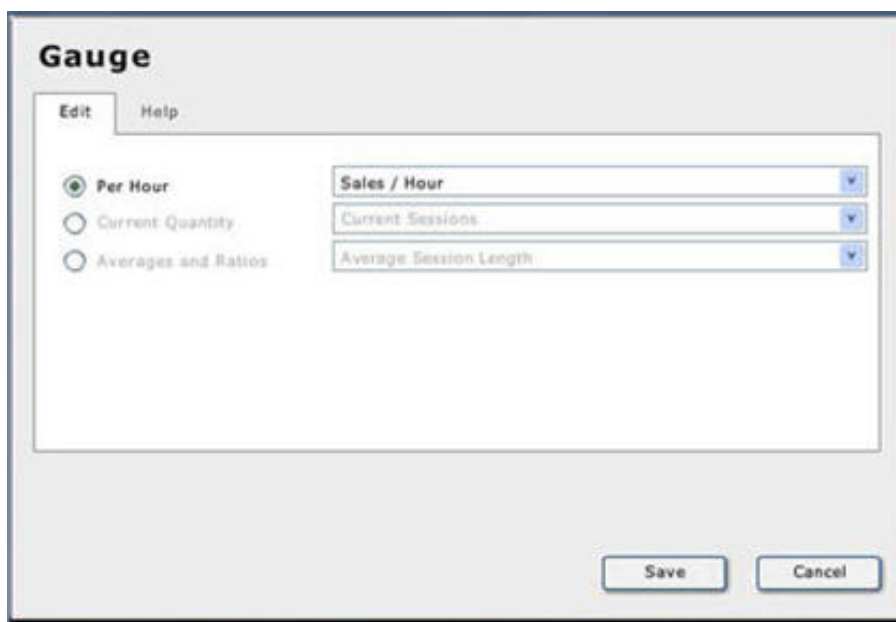 Gauge
Edit Help
Per Hour Sales / Hour
Current Quantity Current Sessions
Averages and Ratios Average Session Length
Save Cancel